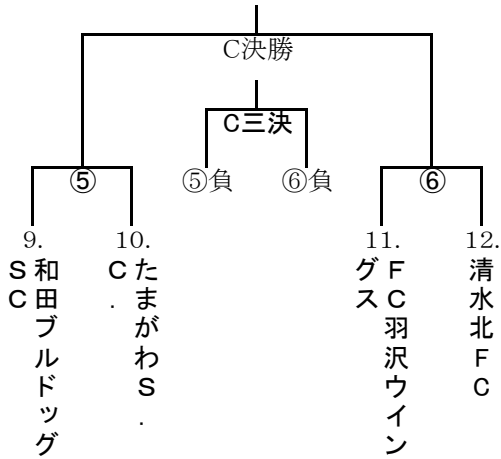 C決勝
C三決
⑤
⑤負
⑥負
⑥
9.
10.
11.
12.
和田ブルドッグ
ＳＣ
たまがわＳ．
Ｃ．
ＦＣ羽沢ウイン
グス
清水北ＦＣ